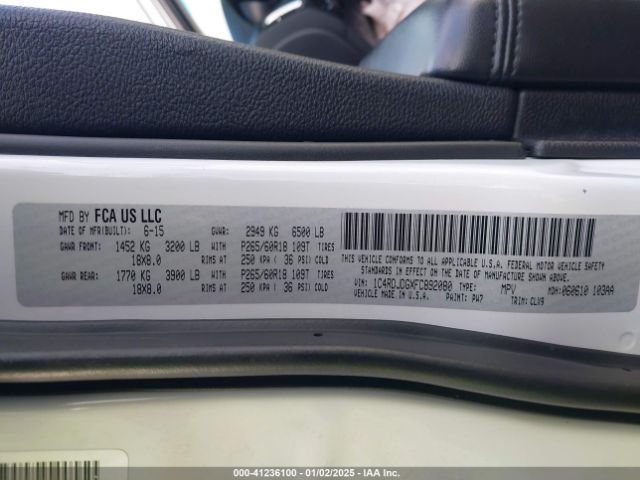 MFD BY FCA US LLC
DATE OF MFR(BUILT): 6-15 GVWR: 2949 KG 6500 LB
GAWR FRONT: 1452 KG 3200 LB WITH P265/60R18 109T TIRES
18X8.0 RIMS AT 250 KPA ( 36 PSI) COLD
GAWR REAR: 1770 KG 3900 LB WITH P265/60R18 109T TIRES
18X8.0 RIMS AT 250 KPA ( 36 PSI) COLD
THIS VEHICLE CONFORMS TO ALL APPLICABLE U.S.A. FEDERAL MOTOR VEHICLE SAFETY
STANDARDS IN EFFECT ON THE DATE OF MANUFACTURE SHOWN ABOVE.
VIN: 1C4RDJDGXFC892080 TYPE: MPV MDH: 060610 103AA
VEHICLE MADE IN U.S.A. PAINT: PW7 TRIM: CLX9
000-41236100 | 01/02/2025 | IAA Inc.